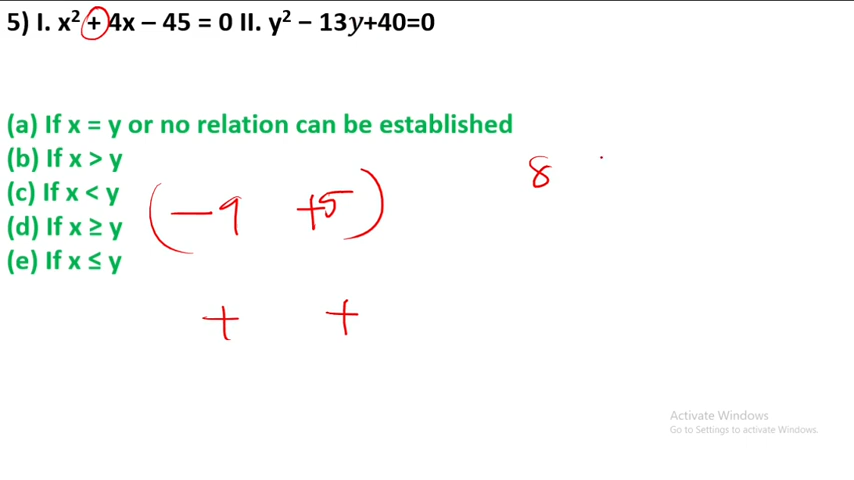 5) I. x² + 4x – 45 = 0 II. y² – 13y+40=0
(a) If x = y or no relation can be established
(b) If x > y
(c) If x < y
(d) If x ≥ y
(e) If x ≤ y
(–9 +5)
8
+ +
Activate Windows
Go to Settings to activate Windows.